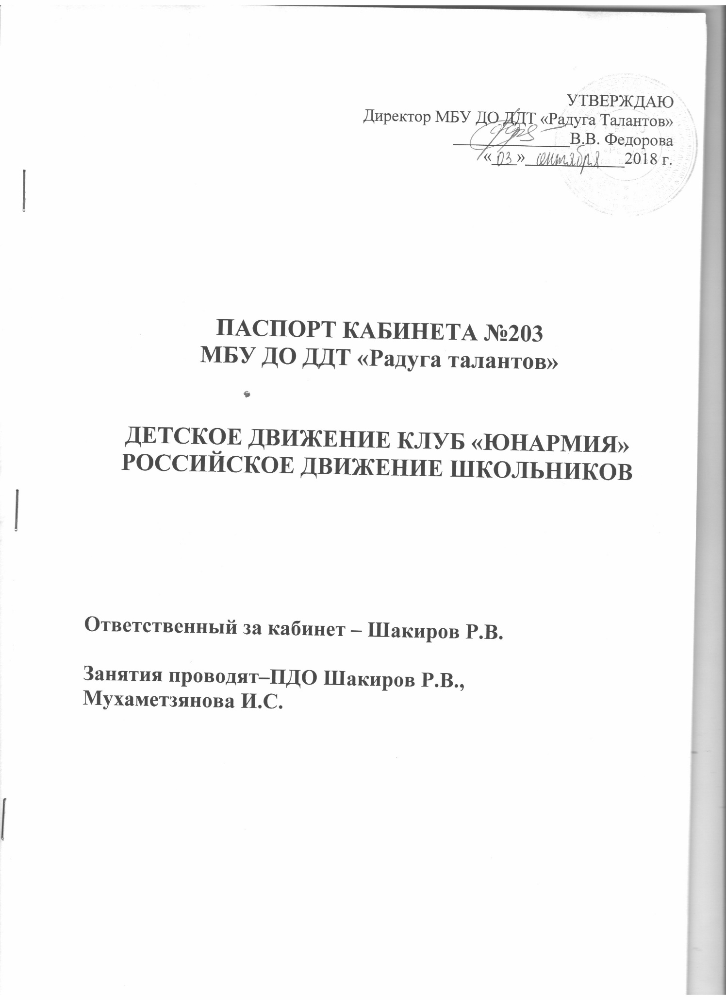 УТВЕРЖДАЮ
Директор МБУ ДО ДДТ «Радуга Талантов»
______________В.В. Федорова
«03» сентября 2018 г.
ПАСПОРТ КАБИНЕТА №203
МБУ ДО ДДТ «Радуга талантов»
ДЕТСКОЕ ДВИЖЕНИЕ КЛУБ «ЮНАРМИЯ»
РОССИЙСКОЕ ДВИЖЕНИЕ ШКОЛЬНИКОВ
Ответственный за кабинет – Шакиров Р.В.
Занятия проводят–ПДО Шакиров Р.В.,
Мухаметзянова И.С.